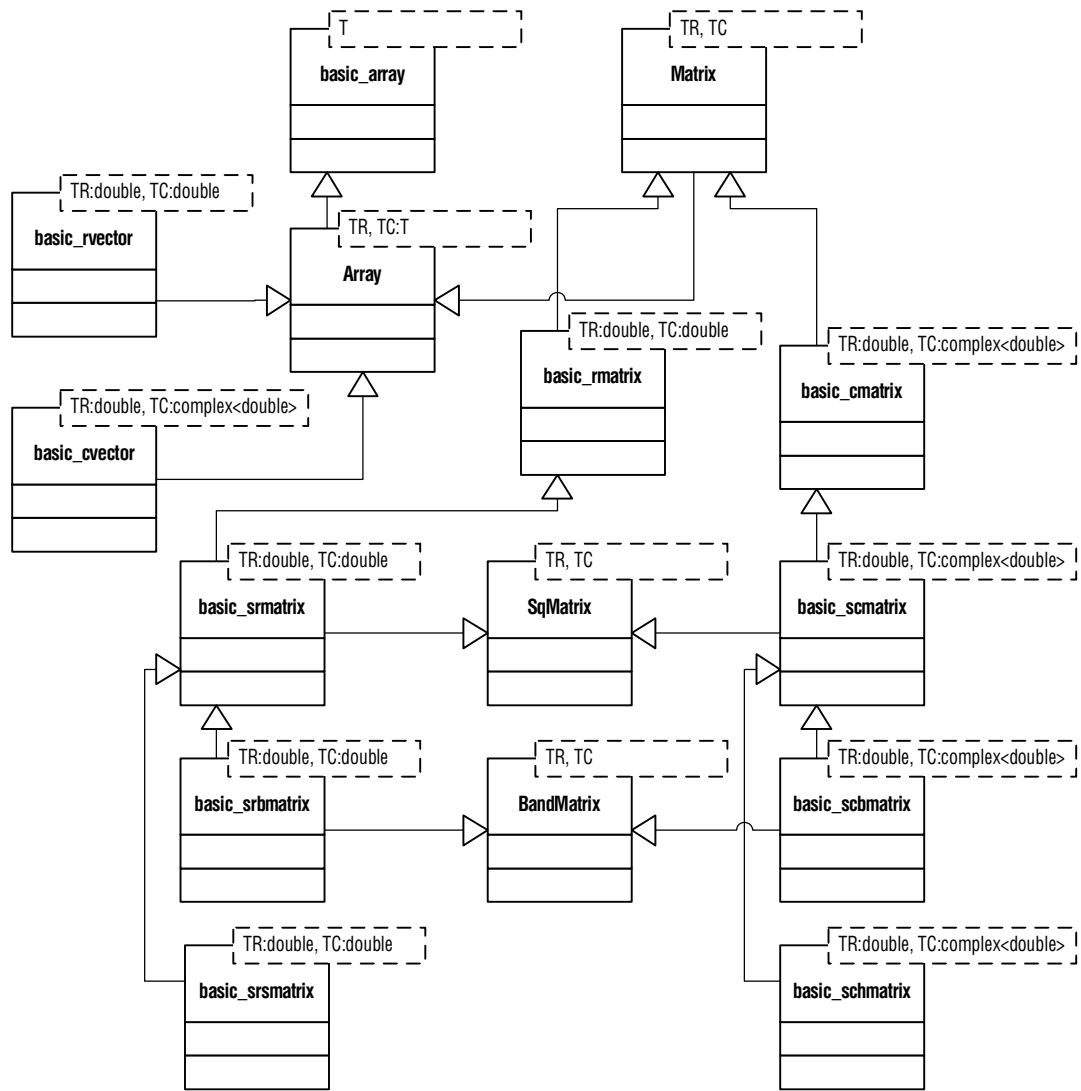 T
basic_array
TR, TC
Matrix
TR:double, TC:double
basic_rvector
TR, TC:T
Array
TR:double, TC:double
basic_rmatrix
TR:double, TC:complex<double>
basic_cmatrix
TR:double, TC:complex<double>
basic_cvector
TR:double, TC:double
basic_srmatrix
TR, TC
SqMatrix
TR:double, TC:complex<double>
basic_scmatrix
TR:double, TC:double
basic_srbmatrix
TR, TC
BandMatrix
TR:double, TC:complex<double>
basic_scbmatrix
TR:double, TC:double
basic_srsmatrix
TR:double, TC:complex<double>
basic_schmatrix